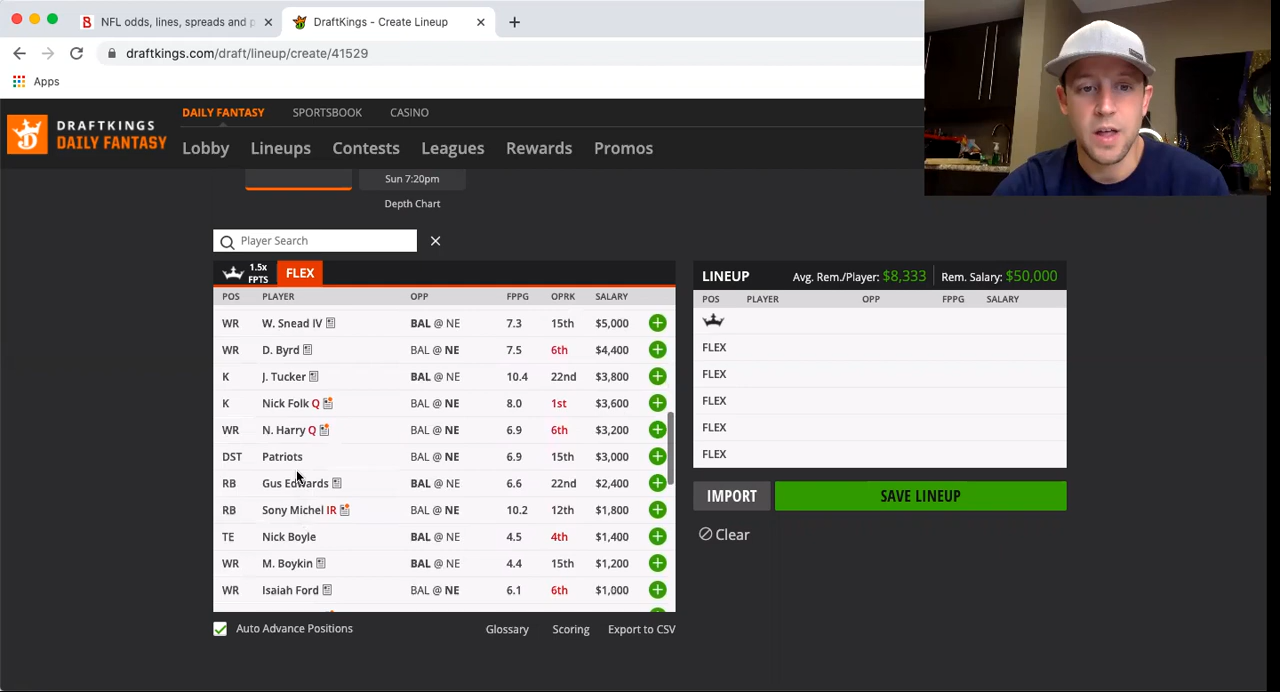 NFL odds, lines, spreads and p
DraftKings - Create Lineup
draftkings.com/draft/lineup/create/41529
Apps
DRAFTKINGS
DAILY FANTASY
DAILY FANTASY SPORTSBOOK CASINO
Lobby Lineups Contests Leagues Rewards Promos
Sun 7:20pm
Depth Chart
Player Search
1.5x FPTS FLEX
POS PLAYER OPP FPPG OPRK SALARY
WR W. Snead IV BAL @ NE 7.3 15th $5,000
WR D. Byrd BAL @ NE 7.5 6th $4,400
K J. Tucker BAL @ NE 10.4 22nd $3,800
K Nick Folk Q BAL @ NE 8.0 1st $3,600
WR N. Harry Q BAL @ NE 6.9 6th $3,200
DST Patriots BAL @ NE 6.9 15th $3,000
RB Gus Edwards BAL @ NE 6.6 22nd $2,400
RB Sony Michel IR BAL @ NE 10.2 12th $1,800
TE Nick Boyle BAL @ NE 4.5 4th $1,400
WR M. Boykin BAL @ NE 4.4 15th $1,200
WR Isaiah Ford BAL @ NE 6.1 6th $1,000
Auto Advance Positions Glossary Scoring Export to CSV
LINEUP Avg. Rem./Player: $8,333 Rem. Salary: $50,000
POS PLAYER OPP FPPG SALARY
FLEX
FLEX
FLEX
FLEX
FLEX
IMPORT SAVE LINEUP
Clear